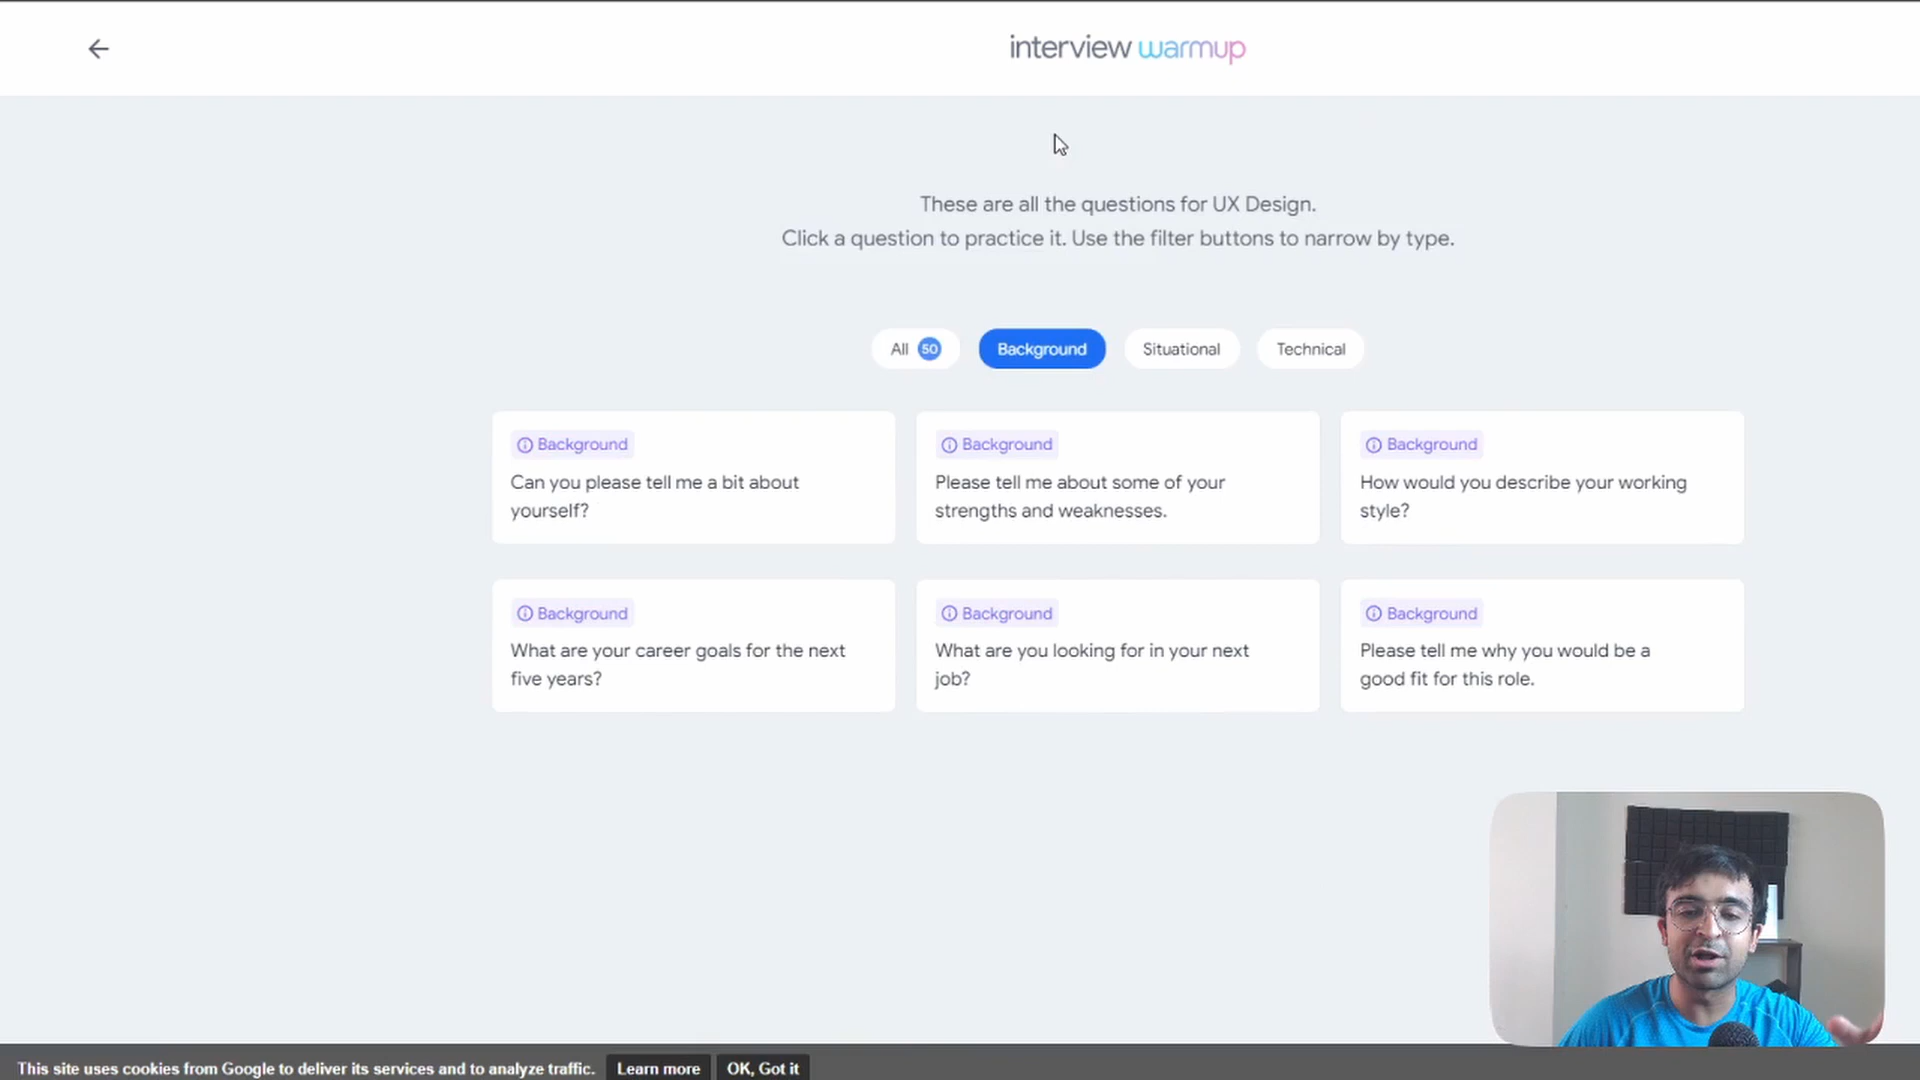 interview warmup
These are all the questions for UX Design.
Click a question to practice it. Use the filter buttons to narrow by type.
All 50 Background Situational Technical
Background
Can you please tell me a bit about
yourself?
Background
Please tell me about some of your
strengths and weaknesses.
Background
How would you describe your working
style?
Background
What are your career goals for the next
five years?
Background
What are you looking for in your next
job?
Background
Please tell me why you would be a
good fit for this role.
This site uses cookies from Google to deliver its services and to analyze traffic. Learn more OK, Got it